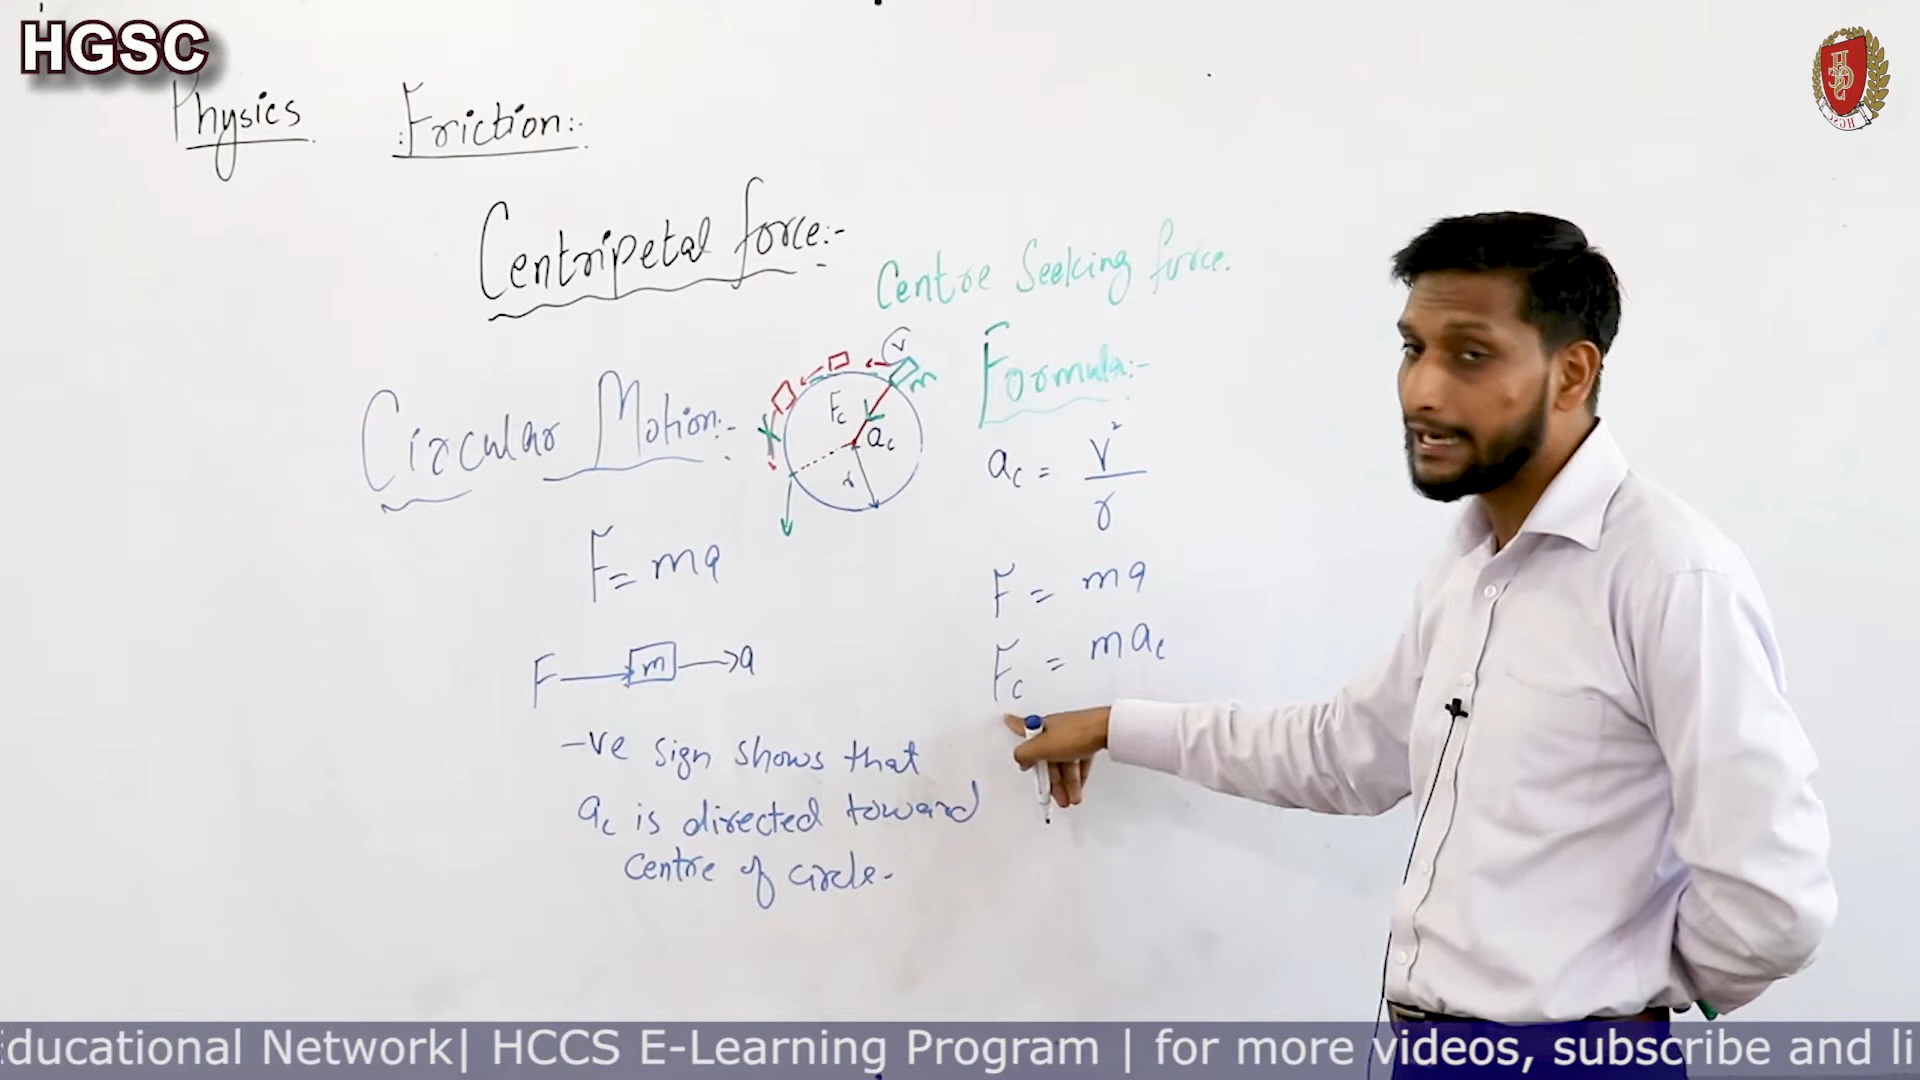 HGSC
Physics Friction:
Centripetal force:-
Centre Seeking force.
Circular Motion:-
V
m
Fc
ac
r
Formula:-
ac = V²/r
F = ma
F = ma
Fc = mac
F → m → a
-ve sign shows that
ac is directed toward
centre of circle.
HGSC
Educational Network| HCCS E-Learning Program | for more videos, subscribe and li